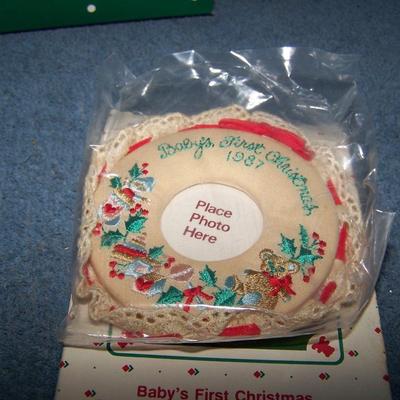 Baby's First Christmas
1987
Place
Photo
Here
Baby's First Christmas